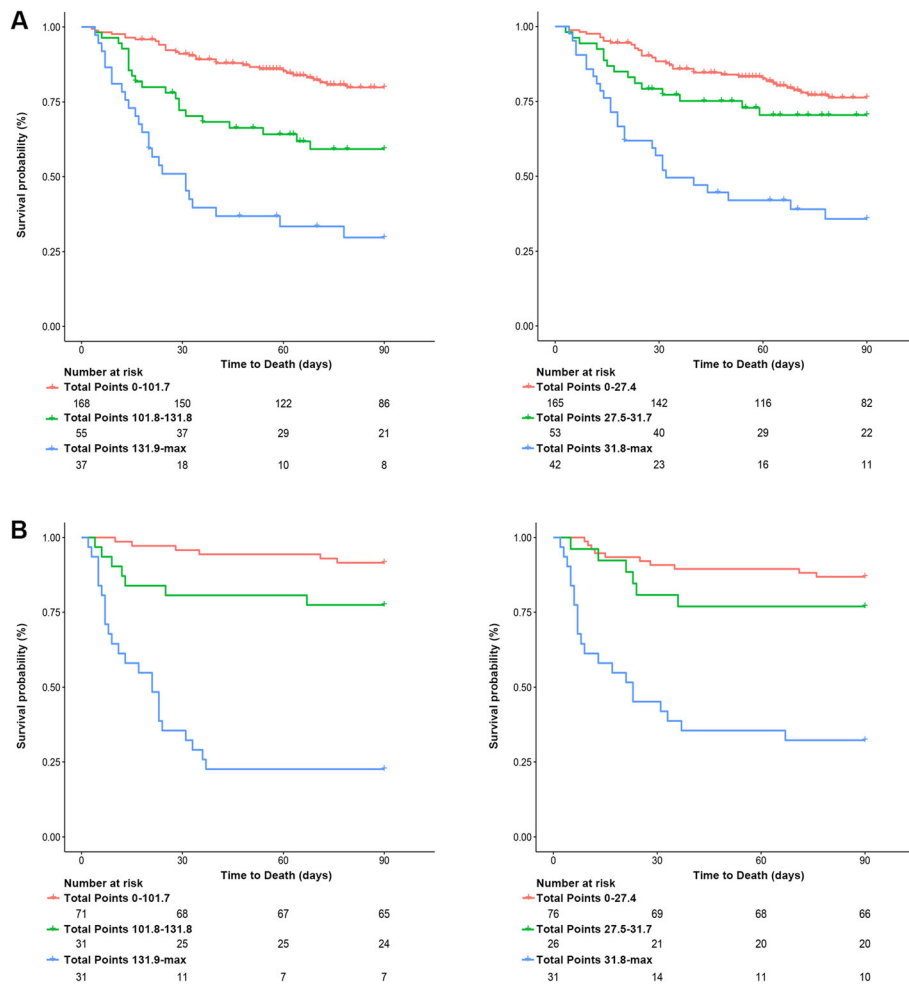 A
1.00
0.75
0.50
0.25
0.00
Survival probability (%)
0 30 60 90
Time to Death (days)
Number at risk
Total Points 0-101.7
168 150 122 86
Total Points 101.8-131.8
55 37 29 21
Total Points 131.9-max
37 18 10 8
1.00
0.75
0.50
0.25
0.00
Survival probability (%)
0 30 60 90
Time to Death (days)
Number at risk
Total Points 0-27.4
165 142 116 82
Total Points 27.5-31.7
53 40 29 22
Total Points 31.8-max
42 23 16 11
B
1.00
0.75
0.50
0.25
0.00
Survival probability (%)
0 30 60 90
Time to Death (days)
Number at risk
Total Points 0-101.7
71 68 67 65
Total Points 101.8-131.8
31 25 25 24
Total Points 131.9-max
31 11 7 7
1.00
0.75
0.50
0.25
0.00
Survival probability (%)
0 30 60 90
Time to Death (days)
Number at risk
Total Points 0-27.4
76 69 68 66
Total Points 27.5-31.7
26 21 20 20
Total Points 31.8-max
31 14 11 10